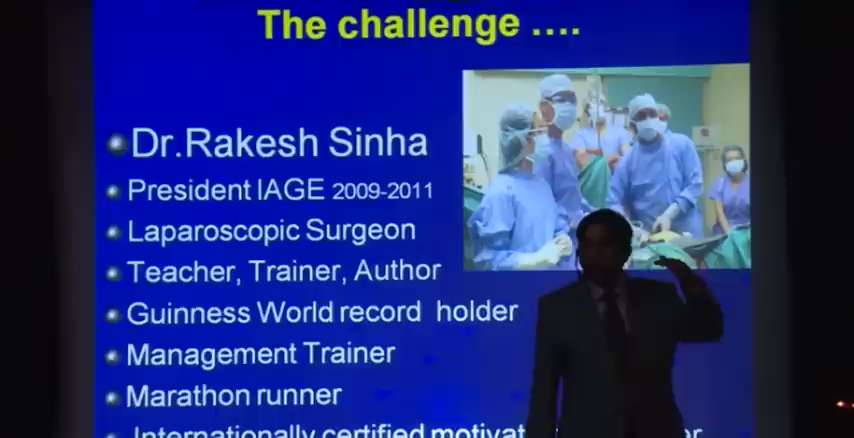 The challenge ....
Dr.Rakesh Sinha
President IAGE 2009-2011
Laparoscopic Surgeon
Teacher, Trainer, Author
Guinness World record holder
Management Trainer
Marathon runner
Internationally certified